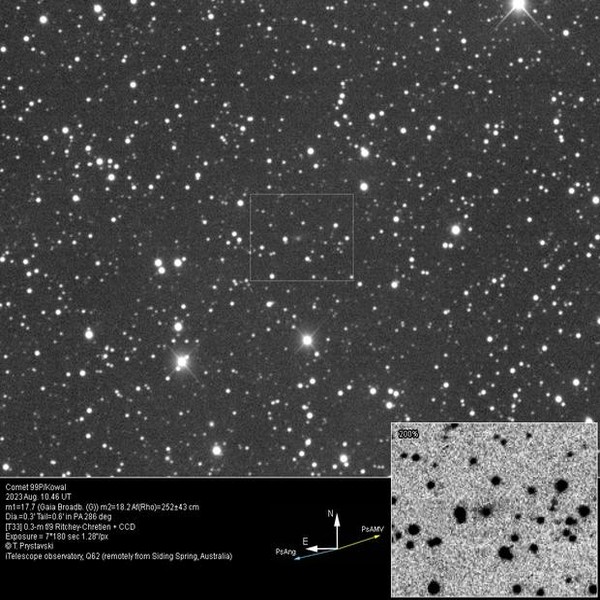 200%
Comet 99P/Kowal
2023 Aug. 10.46 UT
m1=17.7 (Gaia Broadb. (G)) m2=18.2 Af(Rho)=252±43 cm
Dia.=0.3' Tail=0.6' in PA 286 deg
[T33] 0.3-m f/9 Ritchey-Chretien + CCD
Exposure = 7*180 sec 1.28"/px
© T. Prystavski
iTelescope observatory, Q62 (remotely from Siding Spring, Australia)
N
PsAMV
E
PsAng